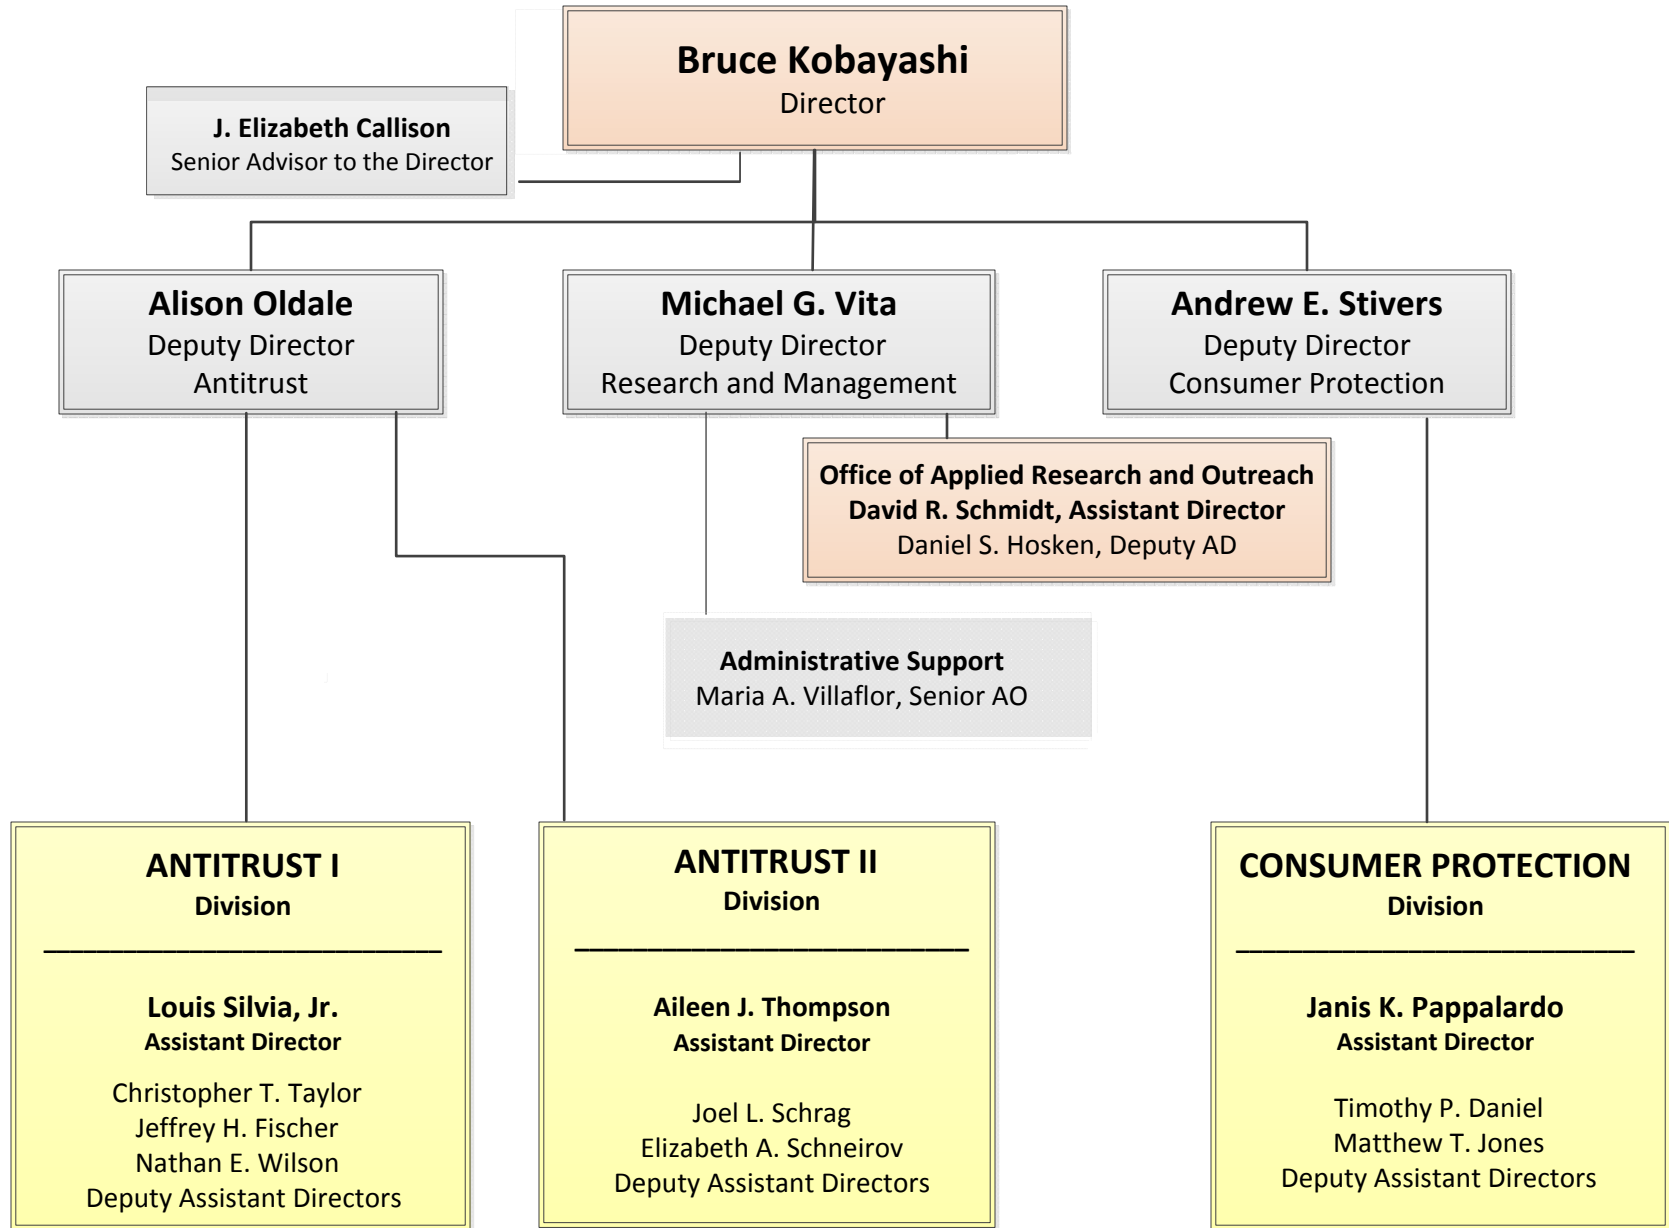 Bruce Kobayashi
Director
J. Elizabeth Callison
Senior Advisor to the Director
Alison Oldale
Deputy Director
Antitrust
Michael G. Vita
Deputy Director
Research and Management
Andrew E. Stivers
Deputy Director
Consumer Protection
Office of Applied Research and Outreach
David R. Schmidt, Assistant Director
Daniel S. Hosken, Deputy AD
Administrative Support
Maria A. Villaflor, Senior AO
ANTITRUST I
Division
Louis Silvia, Jr.
Assistant Director
Christopher T. Taylor
Jeffrey H. Fischer
Nathan E. Wilson
Deputy Assistant Directors
ANTITRUST II
Division
Aileen J. Thompson
Assistant Director
Joel L. Schrag
Elizabeth A. Schneirov
Deputy Assistant Directors
CONSUMER PROTECTION
Division
Janis K. Pappalardo
Assistant Director
Timothy P. Daniel
Matthew T. Jones
Deputy Assistant Directors